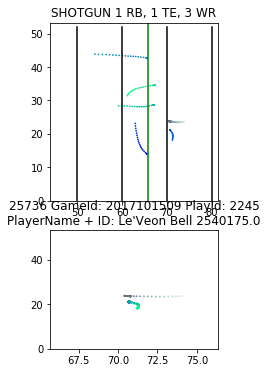 SHOTGUN 1 RB, 1 TE, 3 WR
50
40
30
20
10
0
50 60 70 80
25736 GameId: 2017101509 PlayId: 2245
PlayerName + ID: Le'Veon Bell 2540175.0
40
20
0
67.5 70.0 72.5 75.0